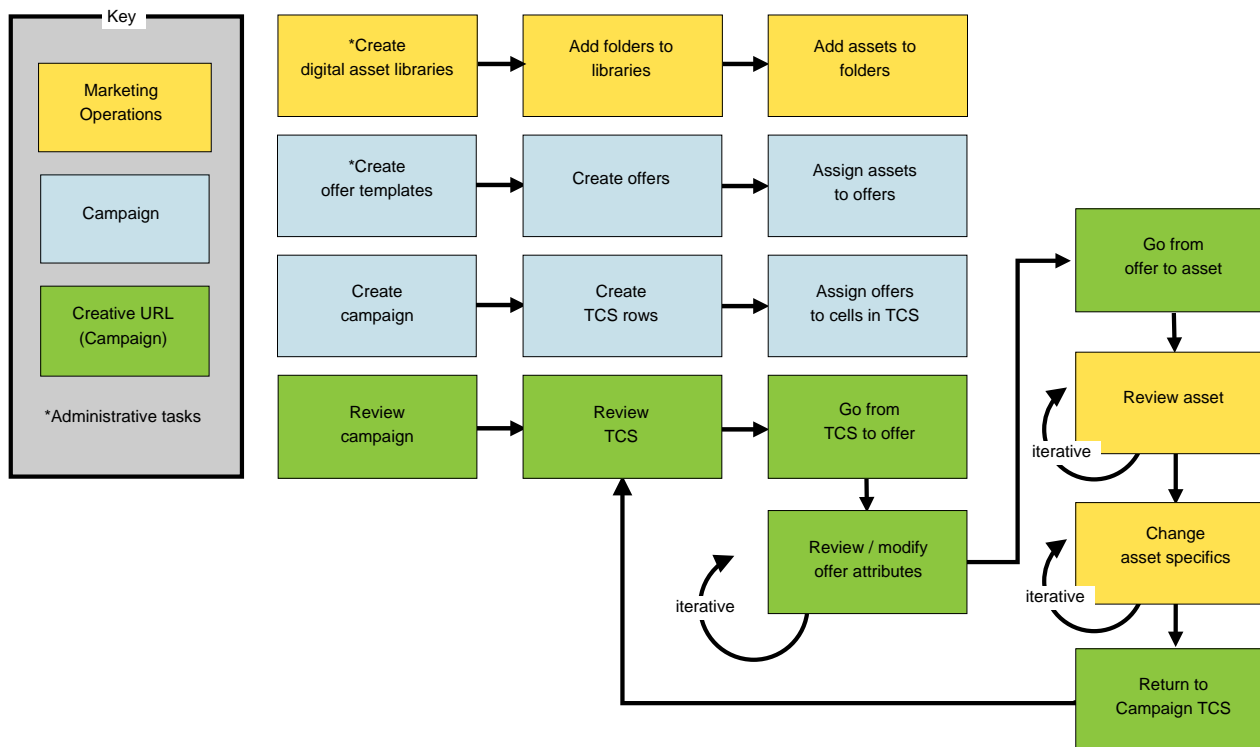 Key
Marketing
Operations
Campaign
Creative URL
(Campaign)
*Administrative tasks
*Create
digital asset libraries
Add folders to
libraries
Add assets to
folders
*Create
offer templates
Create offers
Assign assets
to offers
Create
campaign
Create
TCS rows
Assign offers
to cells in TCS
Review
campaign
Review
TCS
Go from
TCS to offer
Review / modify
offer attributes
iterative
Go from
offer to asset
Review asset
iterative
Change
asset specifics
iterative
Return to
Campaign TCS